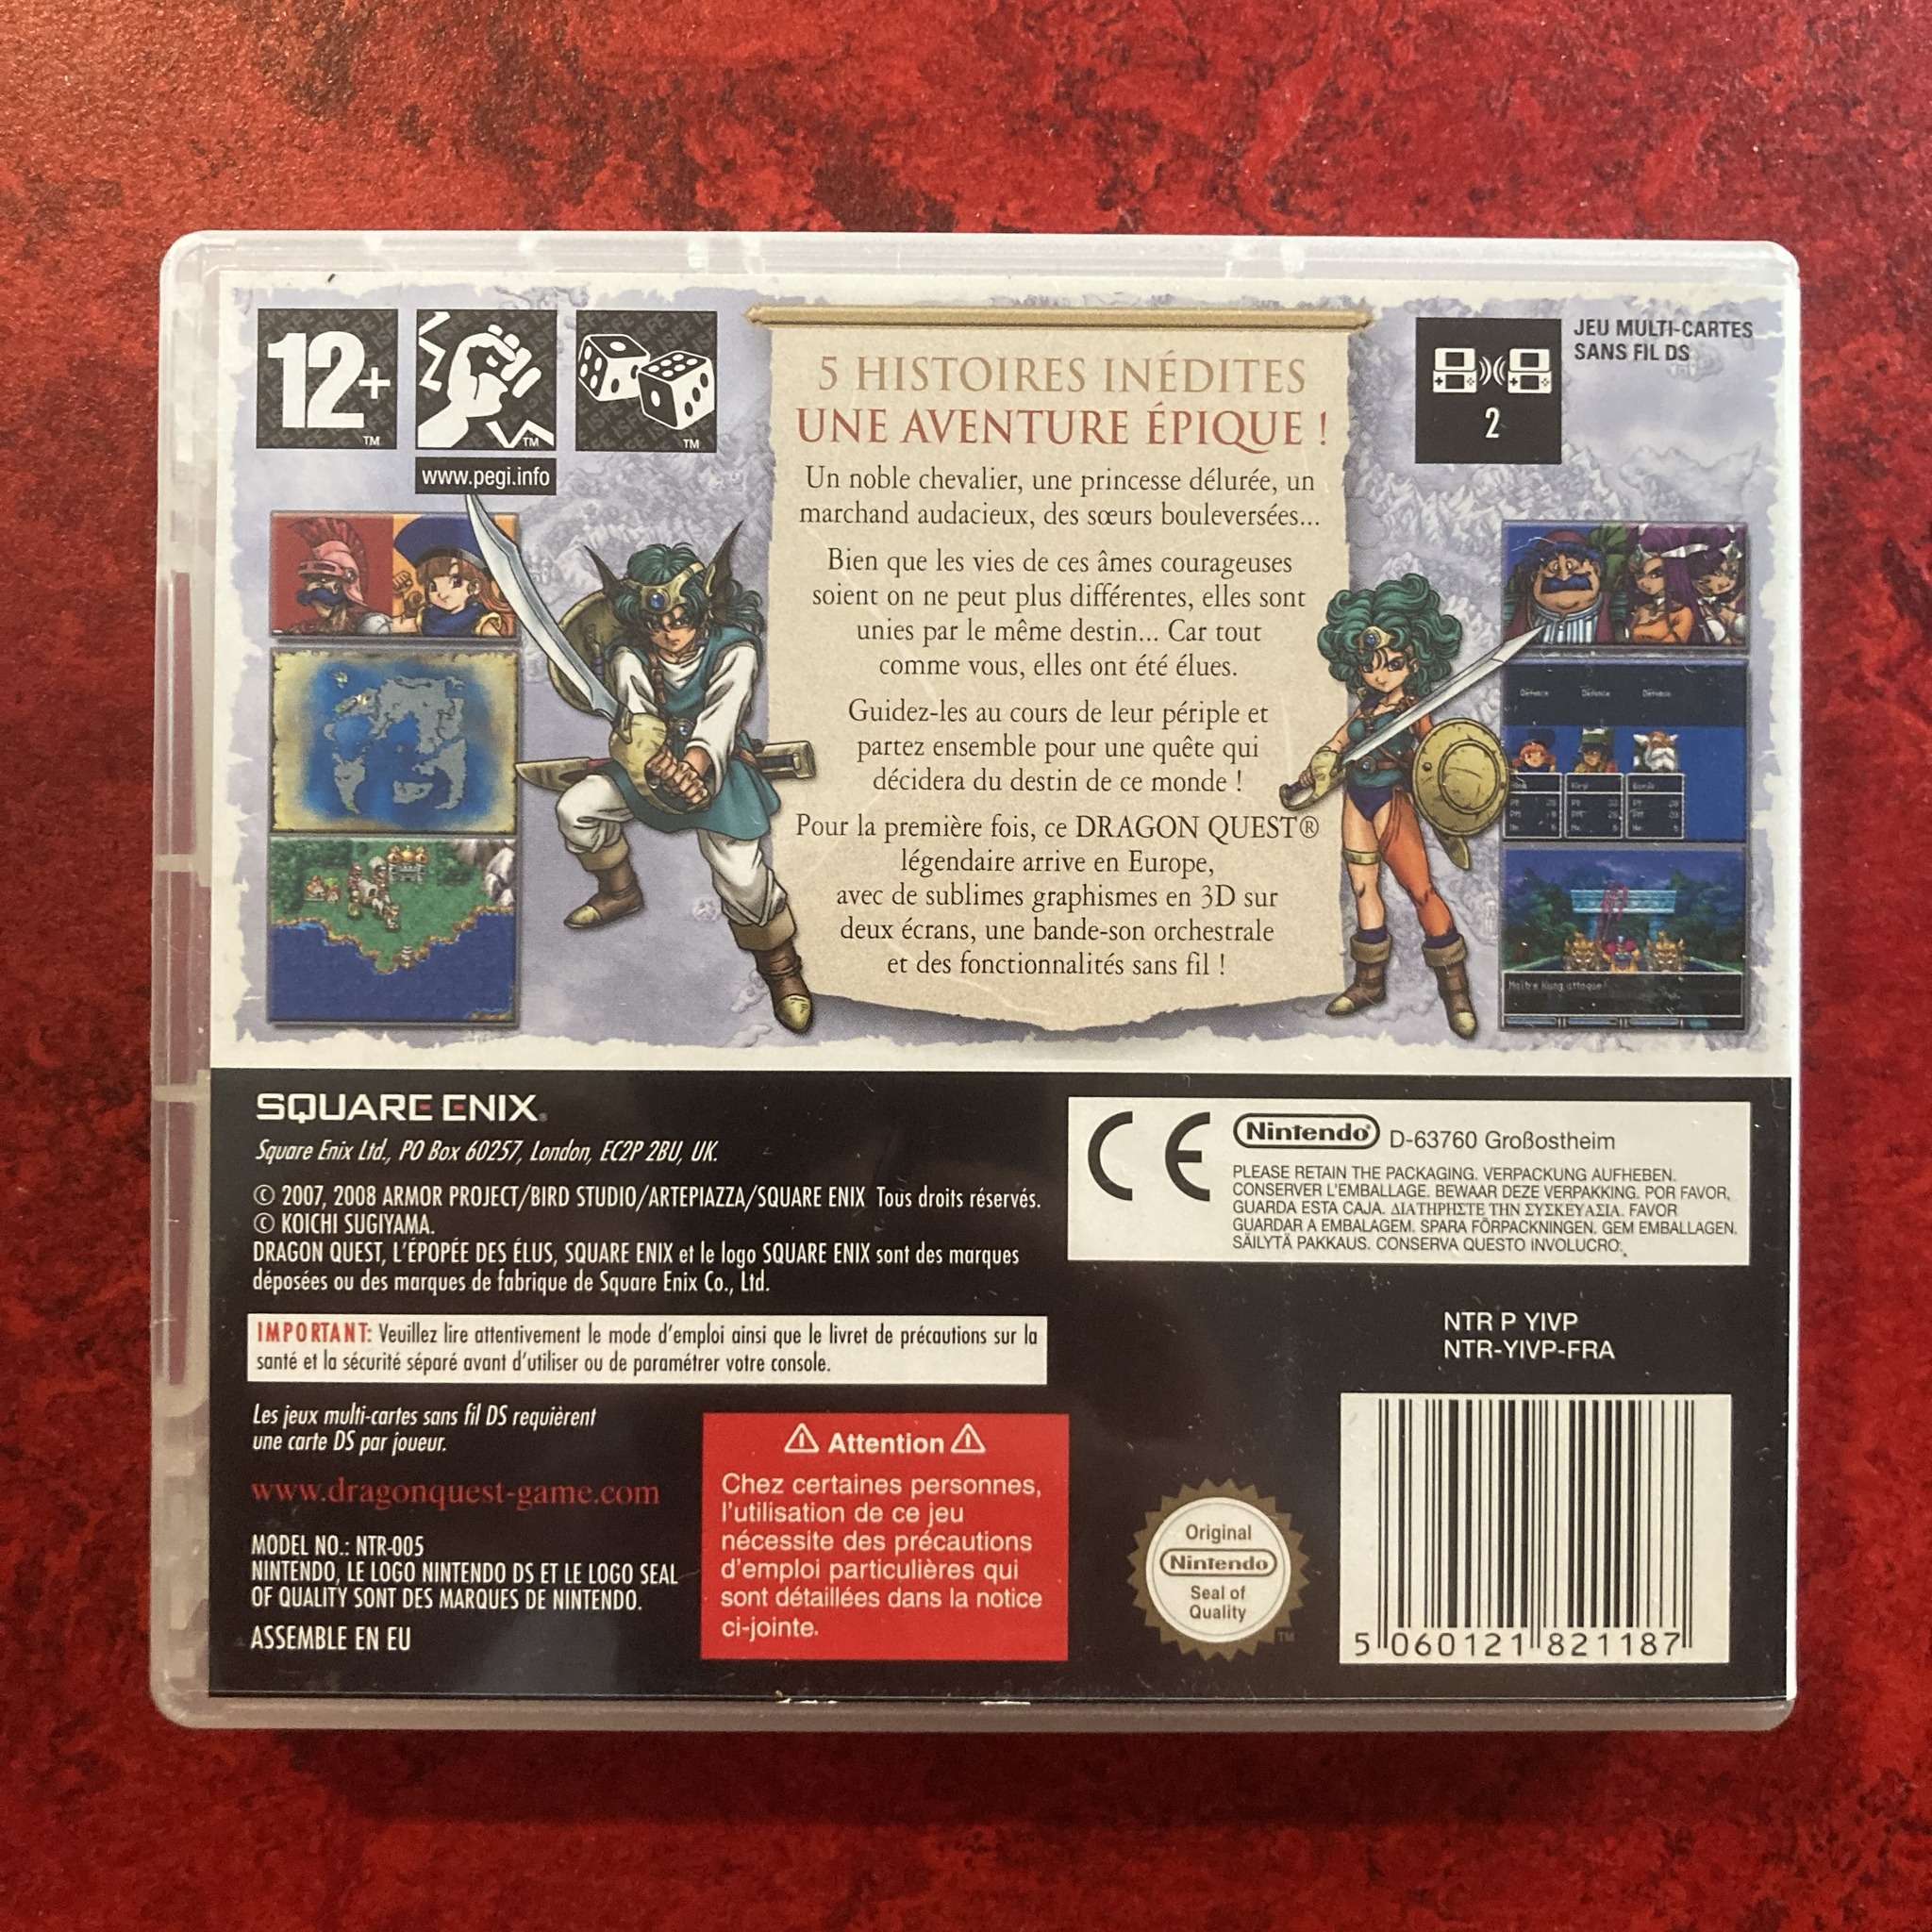 12+
TM
TM
www.pegi.info
TM
5 HISTOIRES INÉDITES
UNE AVENTURE ÉPIQUE !
Un noble chevalier, une princesse délurée, un
marchand audacieux, des sœurs bouleversées...
Bien que les vies de ces âmes courageuses
soient on ne peut plus différentes, elles sont
unies par le même destin... Car tout
comme vous, elles ont été élues.
Guidez-les au cours de leur périple et
partez ensemble pour une quête qui
décidera du destin de ce monde !
Pour la première fois, ce DRAGON QUEST®
légendaire arrive en Europe,
avec de sublimes graphismes en 3D sur
deux écrans, une bande-son orchestrale
et des fonctionnalités sans fil !
2
JEU MULTI-CARTES
SANS FIL DS
Défense Défense Défense
Maître Kung attaque!
SQUARE ENIX®
Square Enix Ltd., PO Box 60257, London, EC2P 2BU, UK.
© 2007, 2008 ARMOR PROJECT/BIRD STUDIO/ARTEPIAZZA/SQUARE ENIX Tous droits réservés.
© KOICHI SUGIYAMA.
DRAGON QUEST, L'ÉPOPÉE DES ÉLUS, SQUARE ENIX et le logo SQUARE ENIX sont des marques
déposées ou des marques de fabrique de Square Enix Co., Ltd.
IMPORTANT: Veuillez lire attentivement le mode d'emploi ainsi que le livret de précautions sur la
santé et la sécurité séparé avant d'utiliser ou de paramétrer votre console.
Les jeux multi-cartes sans fil DS requièrent
une carte DS par joueur.
www.dragonquest-game.com
MODEL NO.: NTR-005
NINTENDO, LE LOGO NINTENDO DS ET LE LOGO SEAL
OF QUALITY SONT DES MARQUES DE NINTENDO.
ASSEMBLE EN EU
⚠ Attention ⚠
Chez certaines personnes,
l'utilisation de ce jeu
nécessite des précautions
d'emploi particulières qui
sont détaillées dans la notice
ci-jointe.
CE
Nintendo® D-63760 Großostheim
PLEASE RETAIN THE PACKAGING. VERPACKUNG AUFHEBEN.
CONSERVER L'EMBALLAGE. BEWAAR DEZE VERPAKKING. POR FAVOR,
GUARDA ESTA CAJA. ΔΙΑΤΗΡΗΣΤΕ ΤΗΝ ΣΥΣΚΕΥΑΣΙΑ. FAVOR
GUARDAR A EMBALAGEM. SPARA FÖRPACKNINGEN. GEM EMBALLAGEN.
SÄILYTÄ PAKKAUS. CONSERVA QUESTO INVOLUCRO.
NTR P YIVP
NTR-YIVP-FRA
Original
Nintendo
Seal of
Quality
TM
5 060121 821187